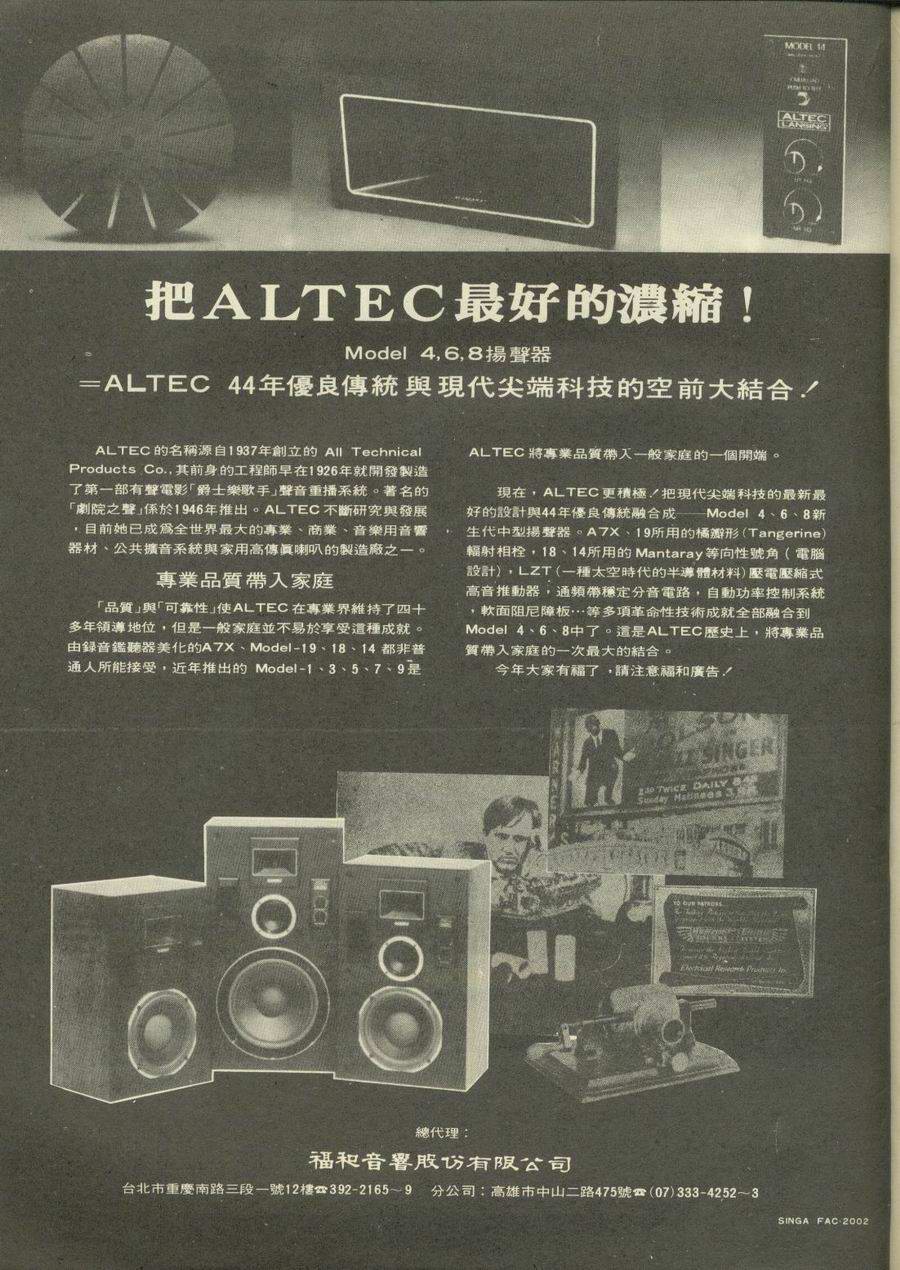 MODEL 14
ALTEC
LANSING
把ALTEC最好的濃縮！
Model 4,6,8揚聲器
=ALTEC 44年優良傳統與現代尖端科技的空前大結合！
ALTEC的名稱源自1937年創立的 All Technical
Products Co.,其前身的工程師早在1926年就開發製造
了第一部有聲電影「爵士樂歌手」聲音重播系統。著名的
「劇院之聲」係於1946年推出。ALTEC不斷研究與發展
，目前她已成爲全世界最大的專業、商業、音樂用音響
器材、公共擴音系統與家用高傳眞喇叭的製造廠之一。
專業品質帶入家庭
「品質」與「可靠性」使ALTEC在專業界維持了四十
多年領導地位，但是一般家庭並不易於享受這種成就。
由錄音鑑聽器美化的A7X、Model-19、18、14 都非普
通人所能接受，近年推出的 Model-1、3、5、7、9是
ALTEC將專業品質帶入一般家庭的一個開端。
現在，ALTEC更積極！把現代尖端科技的最新最
好的設計與44年優良傳統融合成——Model 4、6、8新
生代中型揚聲器。A7X、19所用的橘瓣形(Tangerine)
輻射相栓，18、14所用的Mantaray等向性號角（電腦
設計），LZT(一種太空時代的半導體材料)壓電壓縮式
高音推動器，通頻帶穩定分音電路，自動功率控制系統
，軟面阻尼障板…等多項革命性技術成就全部融合到
Model 4、6、8中了。這是ALTEC歷史上，將專業品
質帶入家庭的一次最大的結合。
今年大家有福了，請注意福和廣告！
SINGER
TWICE DAILY
Sunday Matinees 3
TO OUR PATRONS
Electrical Research Products Inc.
總代理：
福和音響股份有限公司
台北市重慶南路三段一號12樓☎392-2165～9 分公司：高雄市中山二路475號☎(07)333-4252～3
SINGA FAC-2002